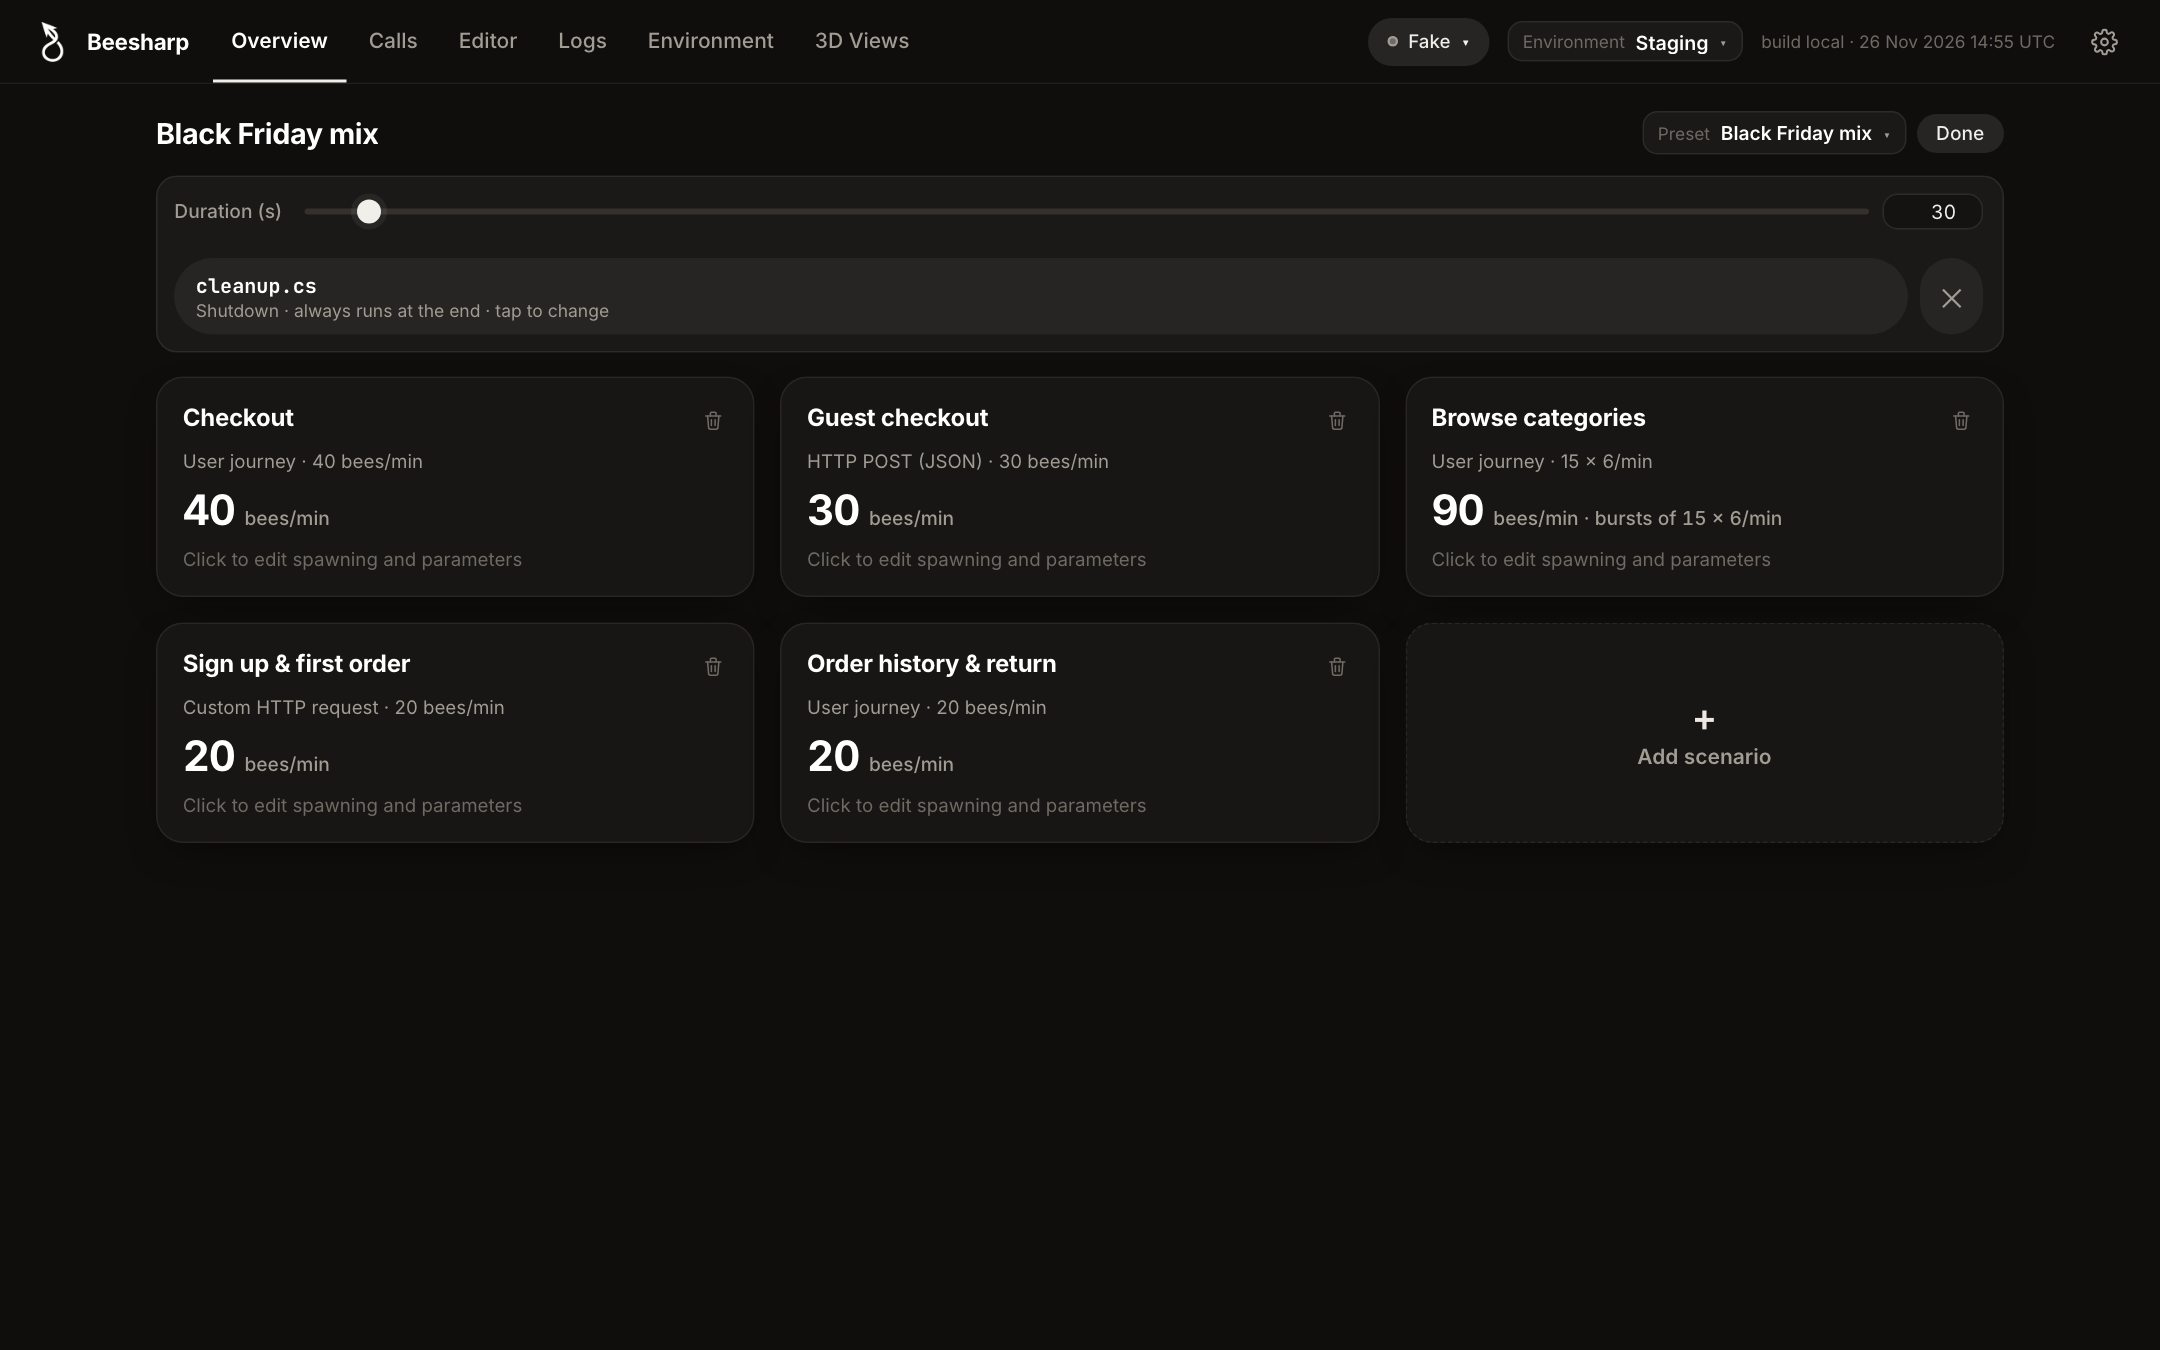 Beesharp Overview Calls Editor Logs Environment 3D Views Fake Environment Staging build local · 26 Nov 2026 14:55 UTC
Black Friday mix Preset Black Friday mix Done
Duration (s) 30
cleanup.cs
Shutdown · always runs at the end · tap to change
Checkout
User journey · 40 bees/min
40 bees/min
Click to edit spawning and parameters
Guest checkout
HTTP POST (JSON) · 30 bees/min
30 bees/min
Click to edit spawning and parameters
Browse categories
User journey · 15 × 6/min
90 bees/min · bursts of 15 × 6/min
Click to edit spawning and parameters
Sign up & first order
Custom HTTP request · 20 bees/min
20 bees/min
Click to edit spawning and parameters
Order history & return
User journey · 20 bees/min
20 bees/min
Click to edit spawning and parameters
+
Add scenario